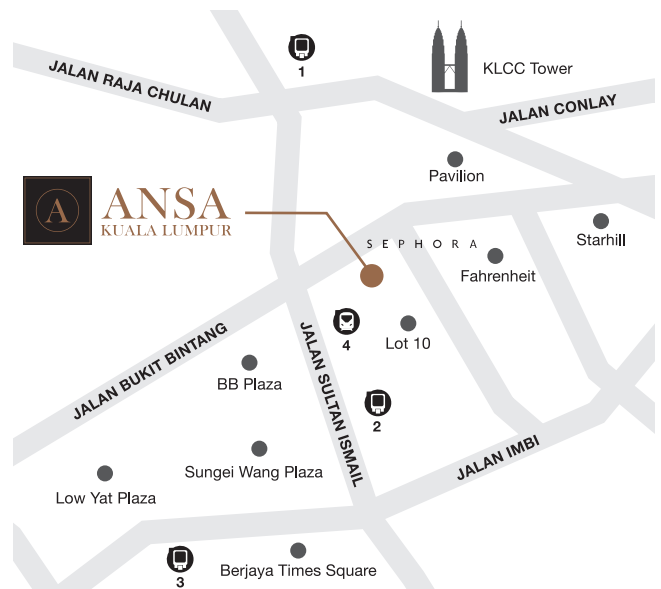 1
KLCC Tower
JALAN RAJA CHULAN
JALAN CONLAY
Pavilion
A
ANSA
KUALA LUMPUR
SEPHORA
Starhill
Fahrenheit
4
Lot 10
JALAN BUKIT BINTANG
JALAN SULTAN ISMAIL
BB Plaza
2
JALAN IMBI
Sungei Wang Plaza
Low Yat Plaza
3
Berjaya Times Square